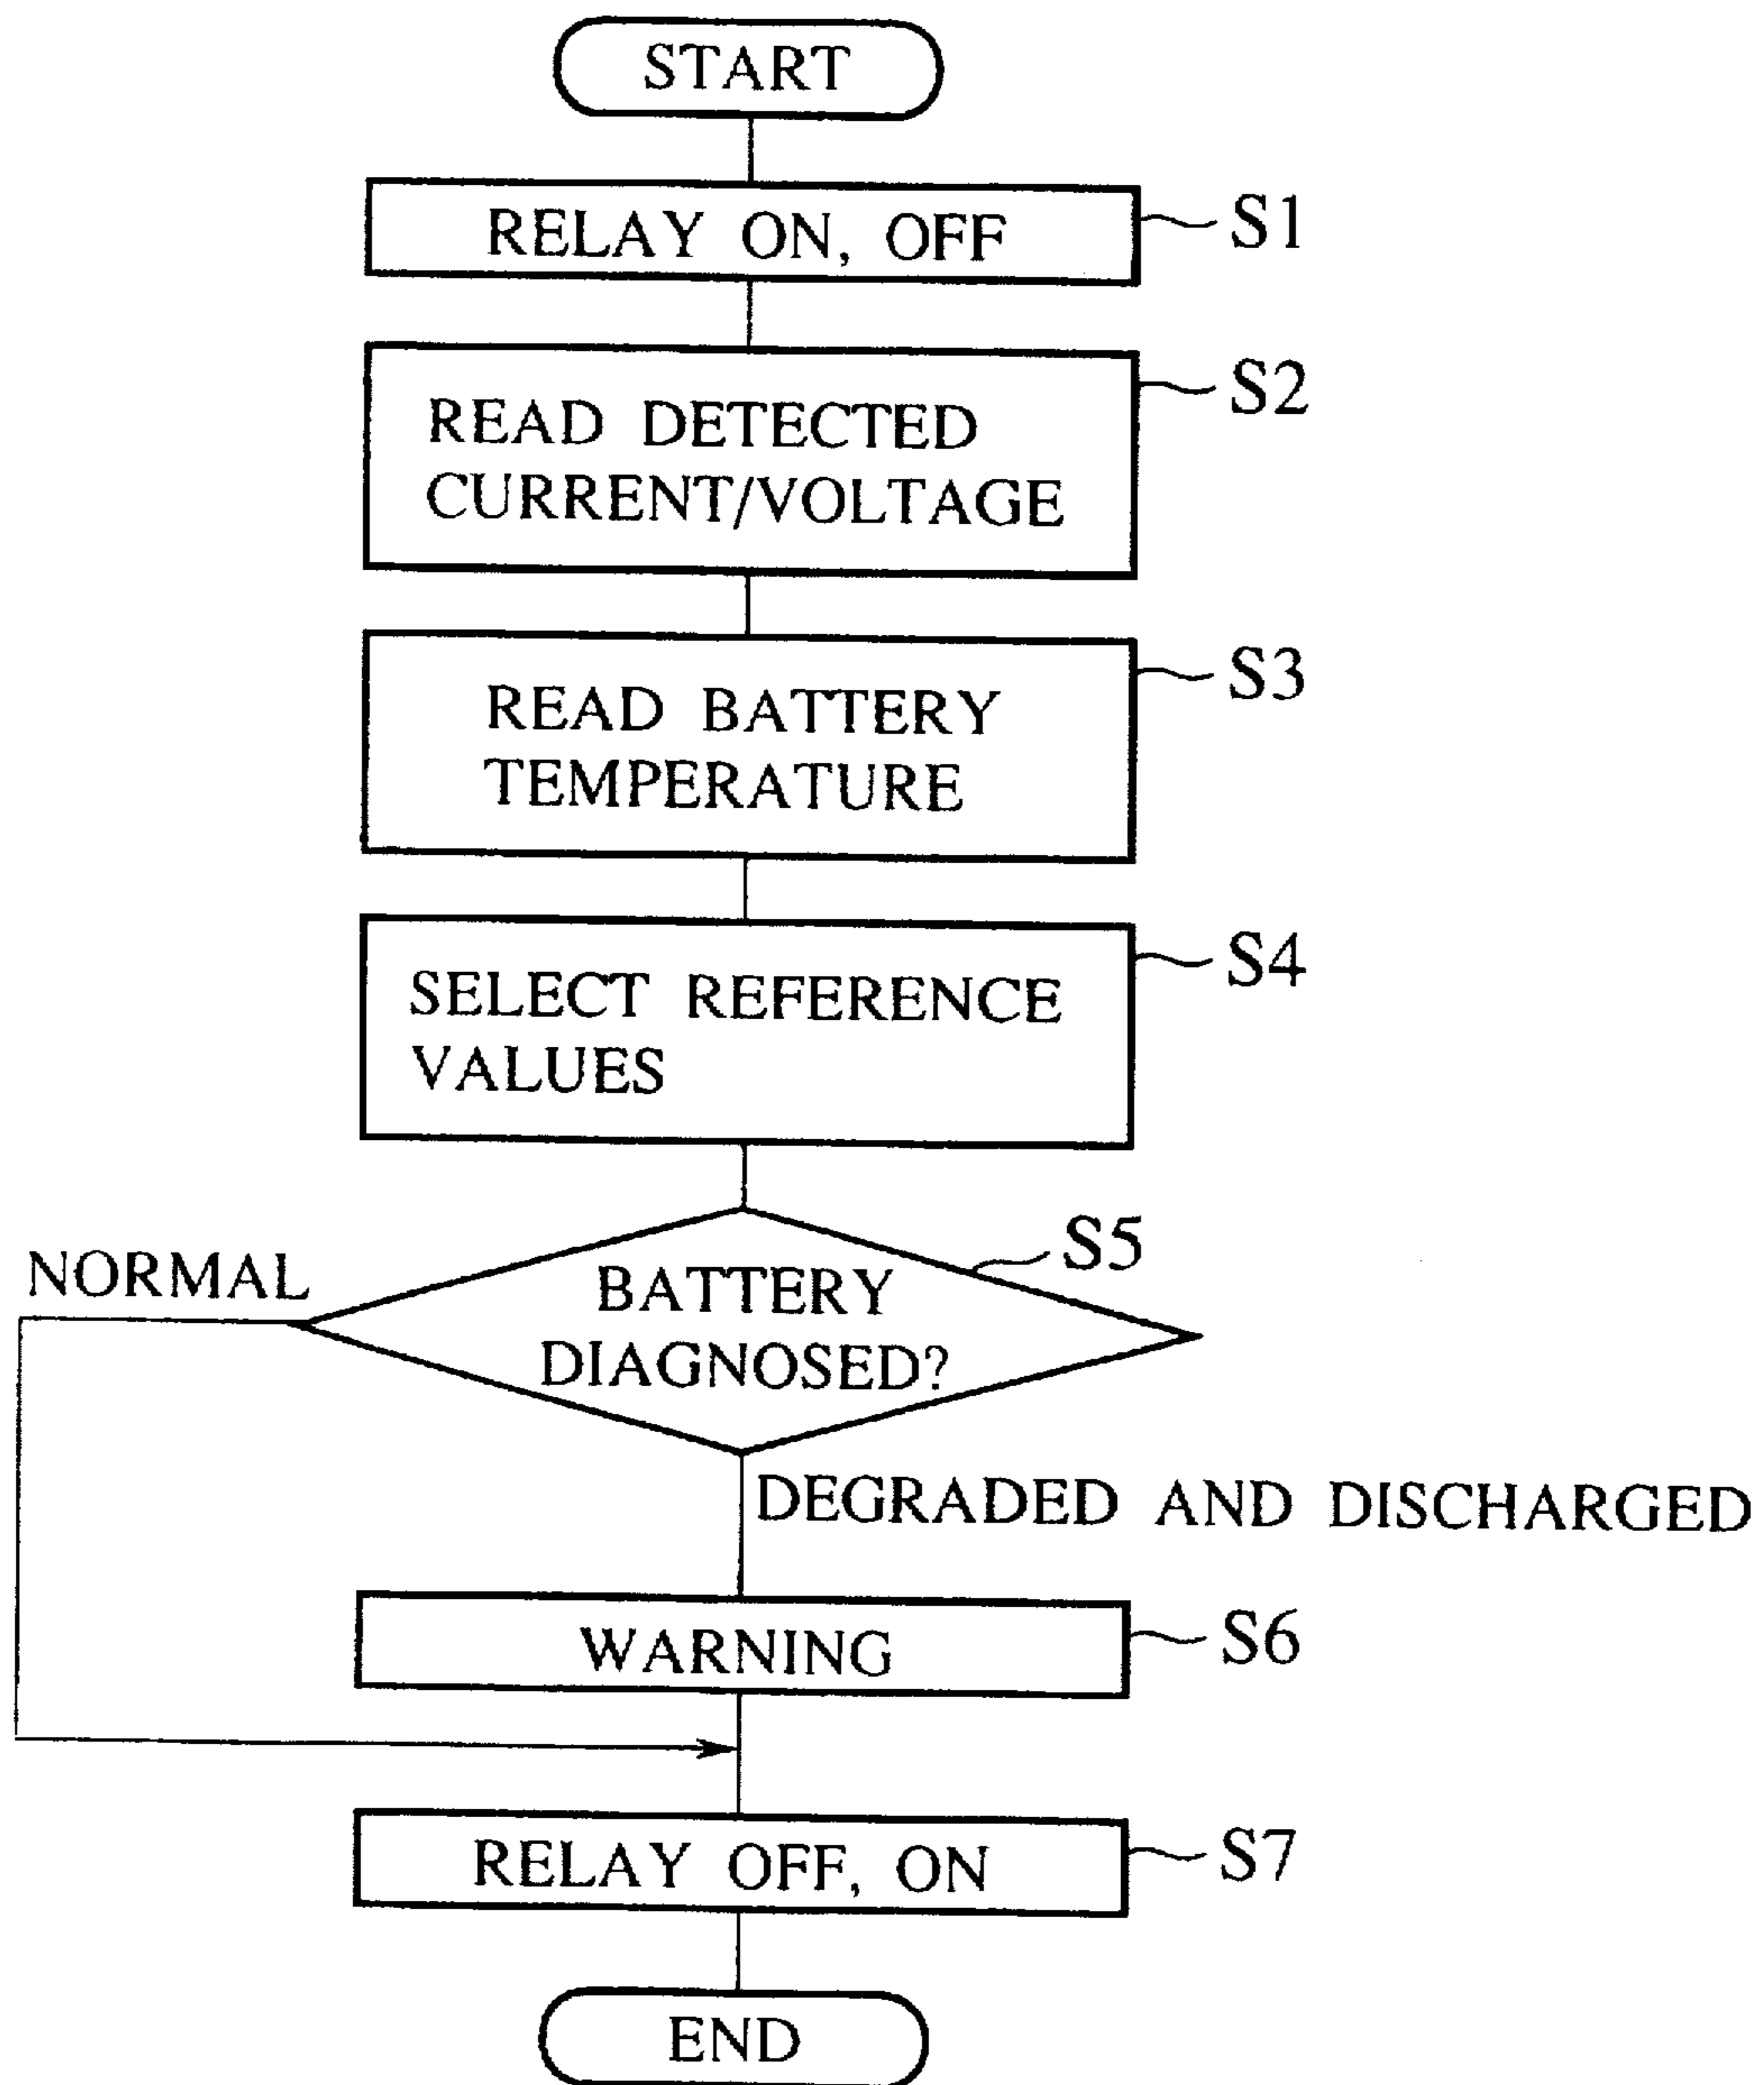 START
RELAY ON, OFF
S1
READ DETECTED
CURRENT/VOLTAGE
S2
READ BATTERY
TEMPERATURE
S3
SELECT REFERENCE
VALUES
S4
BATTERY
DIAGNOSED?
S5
NORMAL
DEGRADED AND DISCHARGED
WARNING
S6
RELAY OFF, ON
S7
END